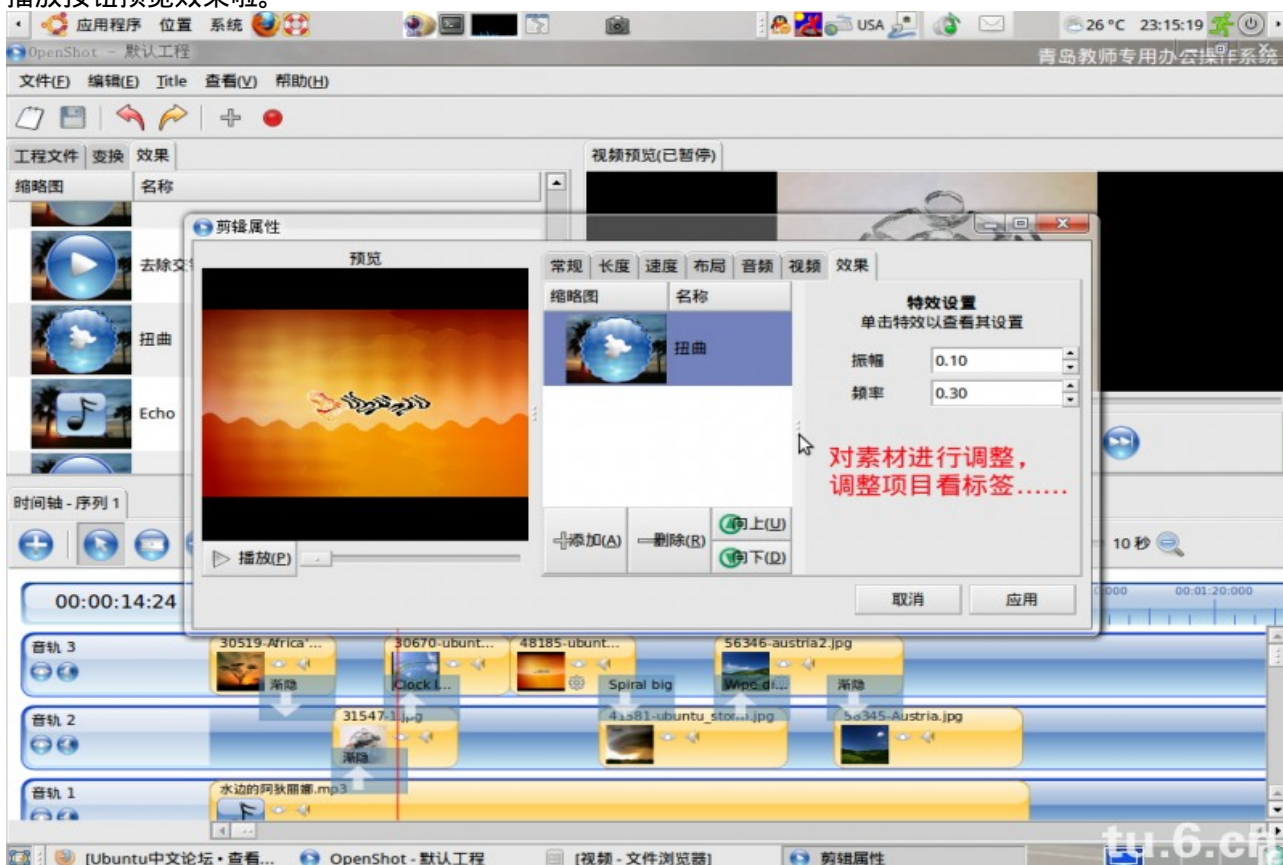 播放按钮预览效果啦。
应用程序 位置 系统 USA 26 °C 23:15:19
OpenShot - 默认工程
青岛教师专用办公操作系统
文件(F) 编辑(E) Title 查看(V) 帮助(H)
工程文件 变换 效果 视频预览(已暂停)
缩略图 名称
剪辑属性
预览 常规 长度 速度 布局 音频 视频 效果
去除交
缩略图 名称 特效设置
单击特效以查看其设置
扭曲 扭曲 振幅 0.10
频率 0.30
Echo
对素材进行调整，
调整项目看标签……
时间轴 - 序列 1
添加(A) 删除(R) 向上(U)
向下(D)
播放(P) 10 秒
取消 应用
00:00:14:24 00:01:20:000
音轨 3 30519-Africa'... 30670-ubunt... 48185-ubunt... 56346-austria2.jpg
渐隐 Clock l... Spiral big Wipe di... 渐隐
音轨 2 31547-1.jpg 41581-ubuntu_storm.jpg 56345-Austria.jpg
渐隐
音轨 1 水边的阿狄丽娜.mp3
tu.6.cn
[Ubuntu中文论坛 • 查看... OpenShot - 默认工程 [视频 - 文件浏览器] 剪辑属性